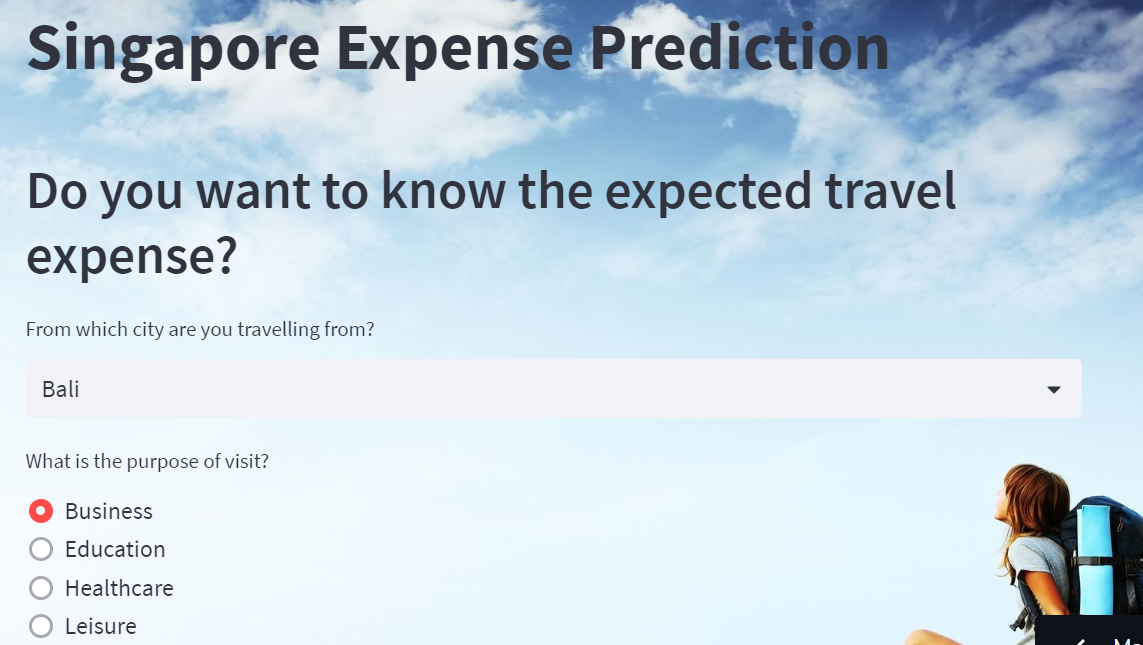 Singapore Expense Prediction
Do you want to know the expected travel
expense?
From which city are you travelling from?
Bali
What is the purpose of visit?
Business
Education
Healthcare
Leisure